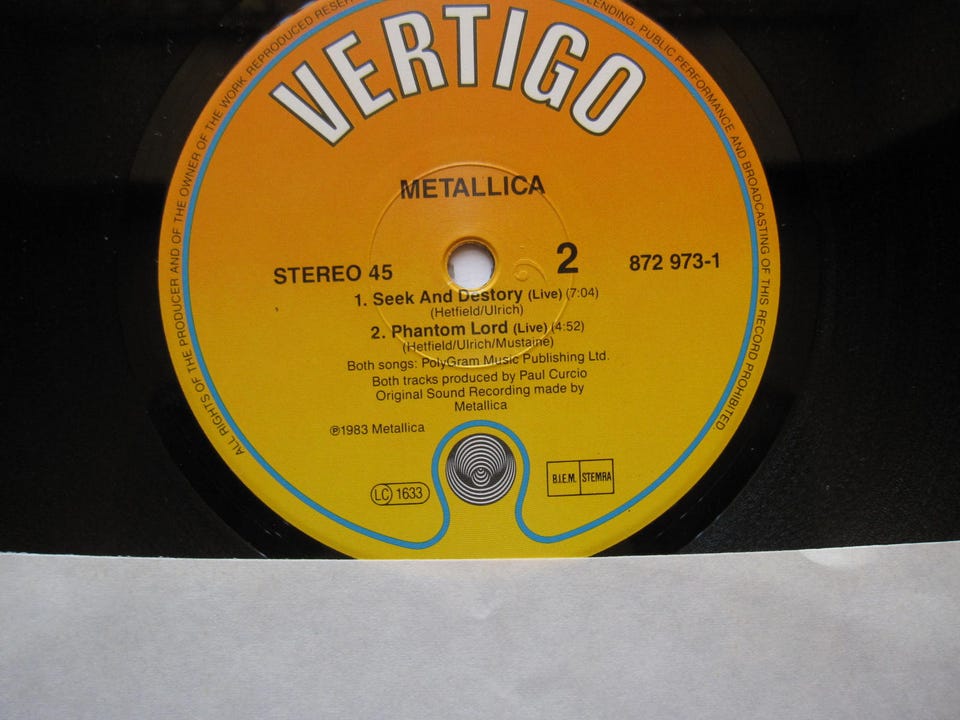 ALL RIGHTS OF THE PRODUCER AND OF THE OWNER OF THE WORK REPRODUCED RESER
LENDING, PUBLIC PERFORMANCE AND BROADCASTING OF THIS RECORD PROHIBITED.
VERTIGO
METALLICA
STEREO 45
2
872 973-1
1. Seek And Destory (Live) (7:04)
(Hetfield/Ulrich)
2. Phantom Lord (Live) (4:52)
(Hetfield/Ulrich/Mustaine)
Both songs: PolyGram Music Publishing Ltd.
Both tracks produced by Paul Curcio
Original Sound Recording made by
Metallica
℗1983 Metallica
LC 1633
B.I.E.M. STEMRA